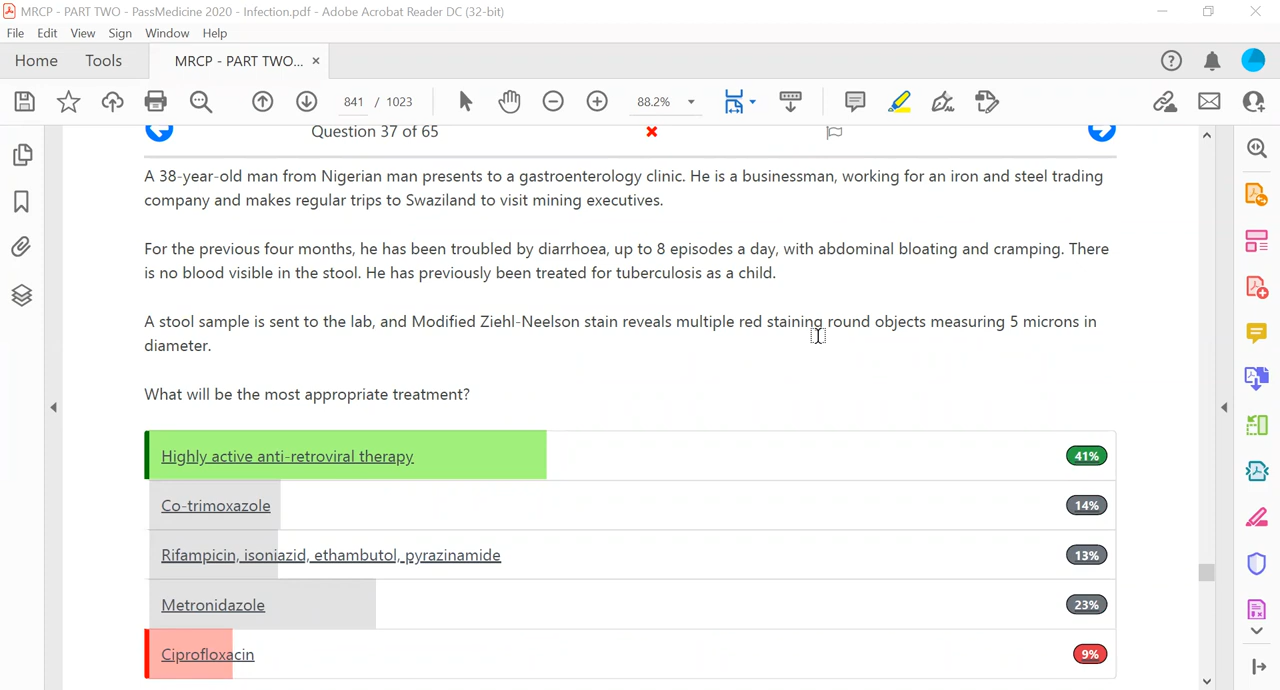 MRCP - PART TWO - PassMedicine 2020 - Infection.pdf - Adobe Acrobat Reader DC (32-bit)
File Edit View Sign Window Help
Home Tools MRCP - PART TWO... ×
841 / 1023 88.2%
Question 37 of 65
A 38-year-old man from Nigerian man presents to a gastroenterology clinic. He is a businessman, working for an iron and steel trading
company and makes regular trips to Swaziland to visit mining executives.
For the previous four months, he has been troubled by diarrhoea, up to 8 episodes a day, with abdominal bloating and cramping. There
is no blood visible in the stool. He has previously been treated for tuberculosis as a child.
A stool sample is sent to the lab, and Modified Ziehl-Neelson stain reveals multiple red staining round objects measuring 5 microns in
diameter.
What will be the most appropriate treatment?
Highly active anti-retroviral therapy 41%
Co-trimoxazole 14%
Rifampicin, isoniazid, ethambutol, pyrazinamide 13%
Metronidazole 23%
Ciprofloxacin 9%